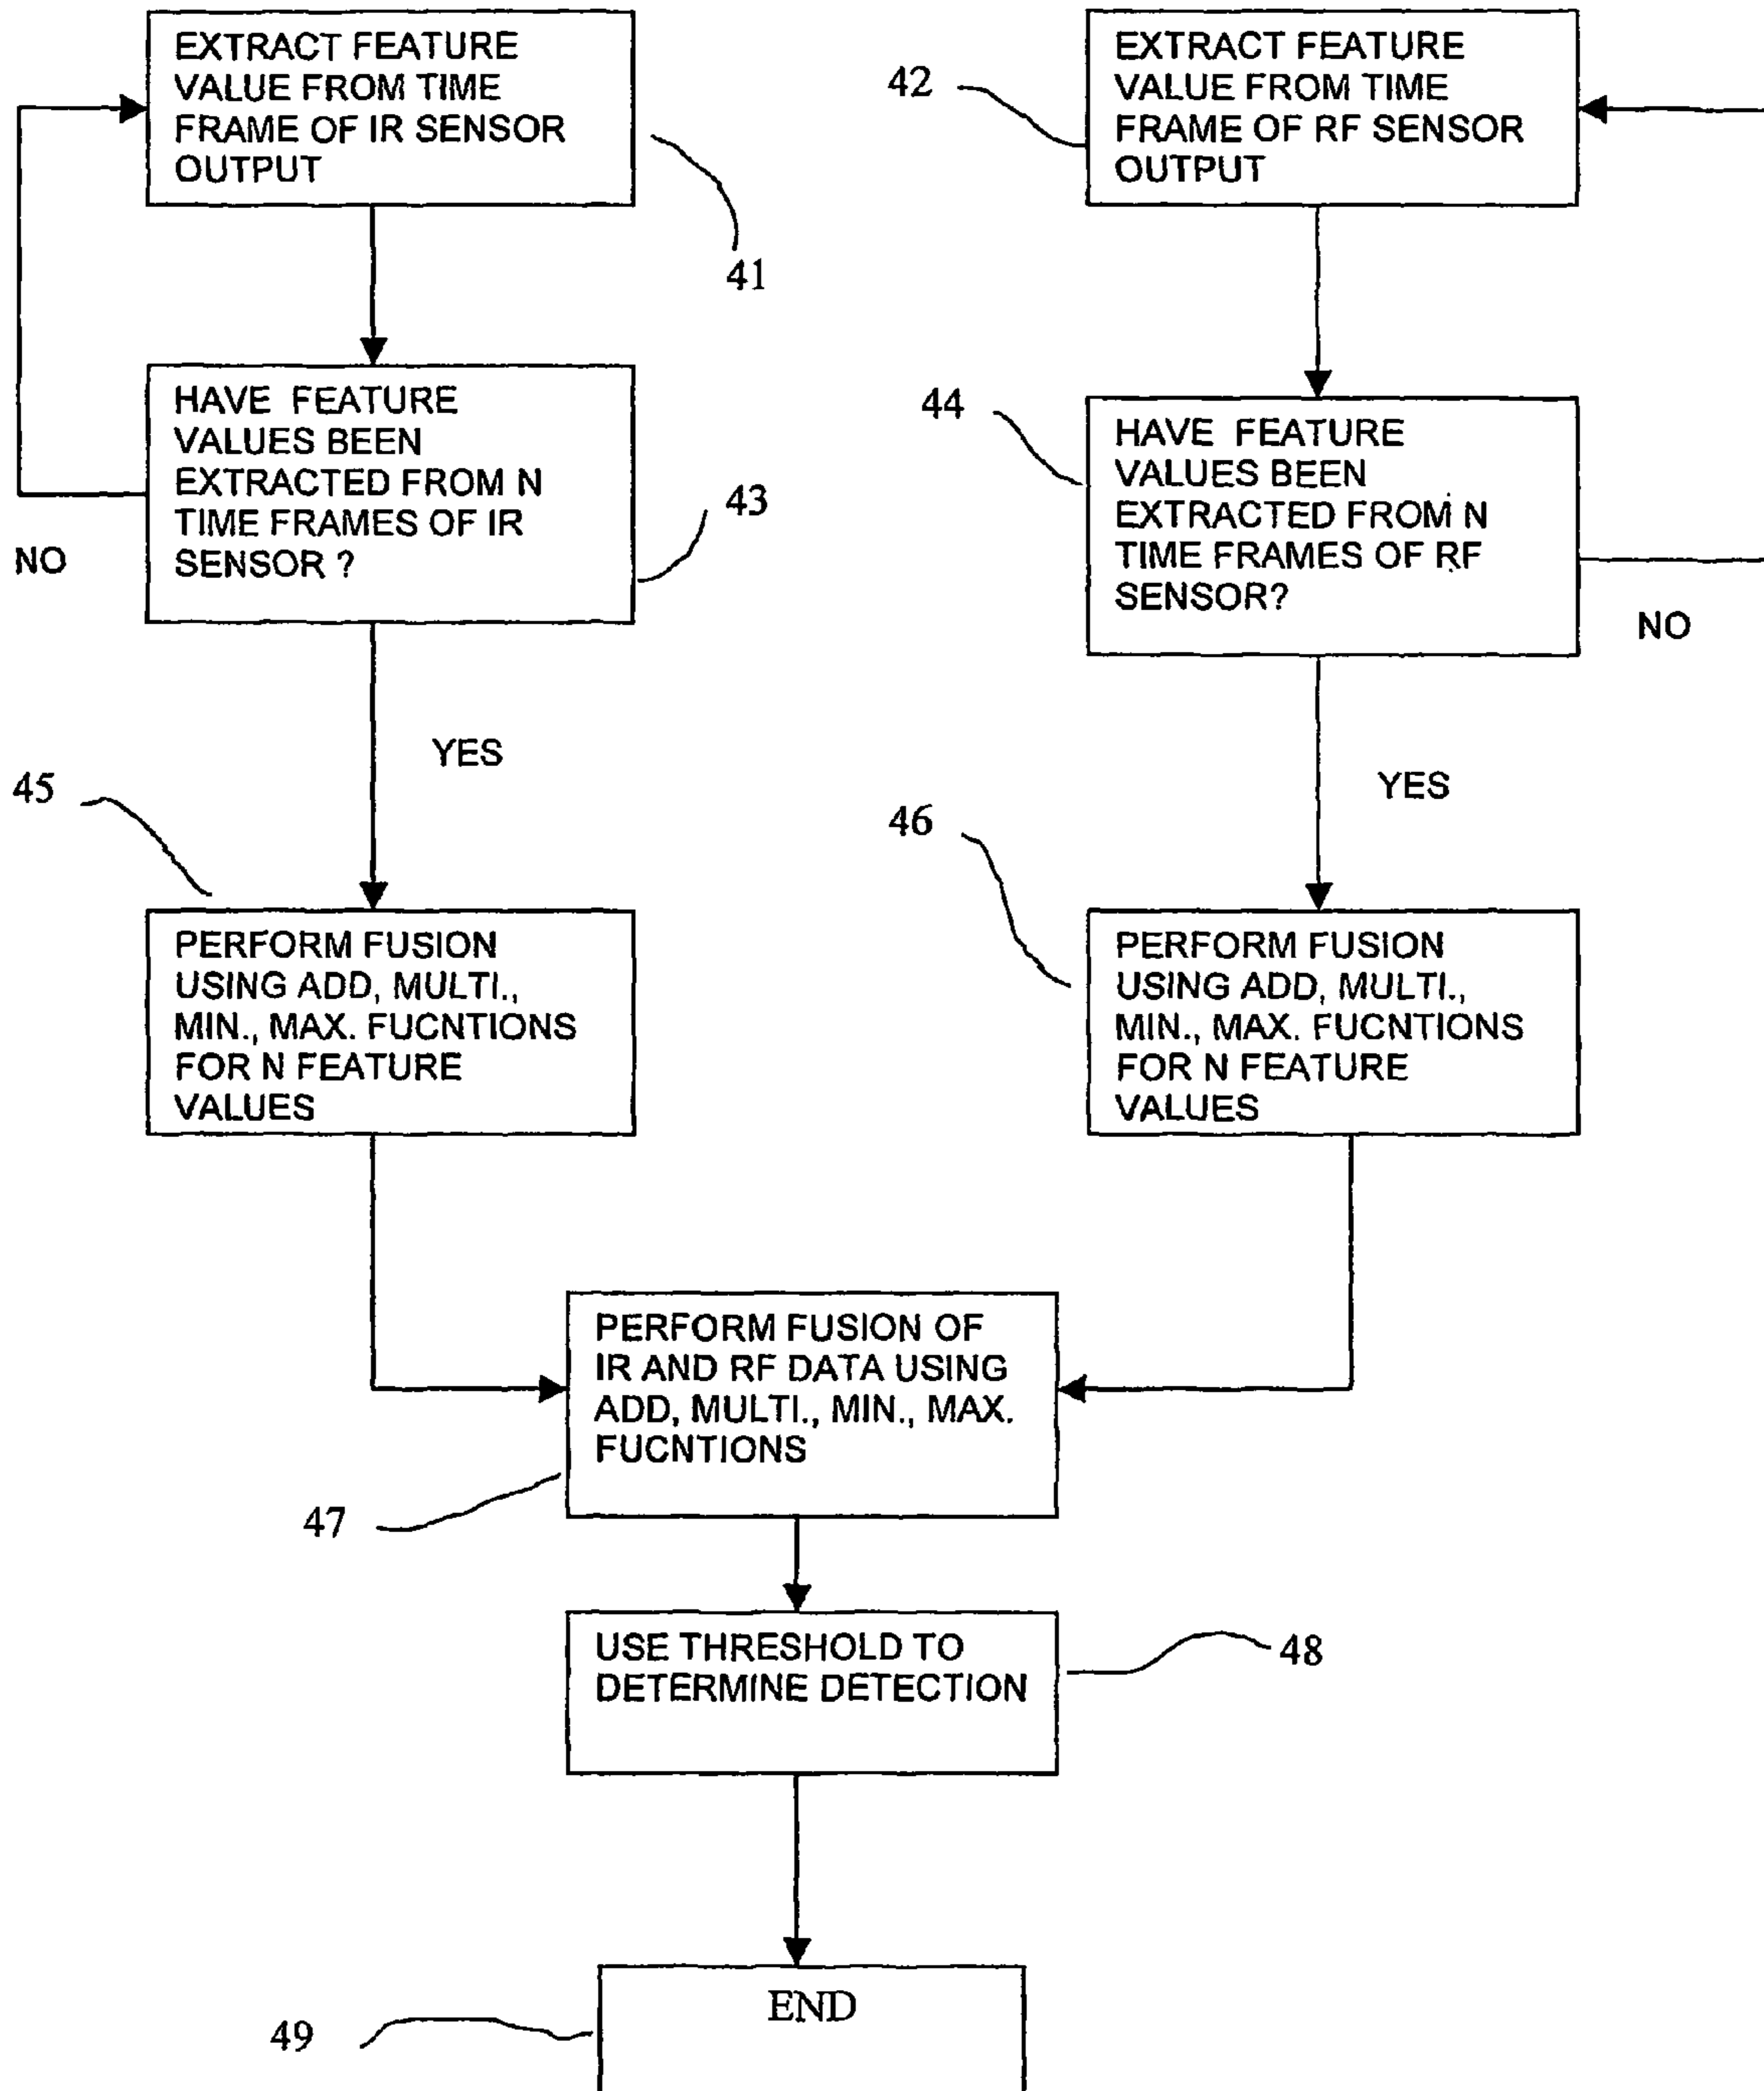 EXTRACT FEATURE
VALUE FROM TIME
FRAME OF IR SENSOR
OUTPUT
41
EXTRACT FEATURE
VALUE FROM TIME
FRAME OF RF SENSOR
OUTPUT
42
HAVE FEATURE
VALUES BEEN
EXTRACTED FROM N
TIME FRAMES OF IR
SENSOR ?
43
NO
HAVE FEATURE
VALUES BEEN
EXTRACTED FROM N
TIME FRAMES OF RF
SENSOR?
44
NO
YES
YES
45
PERFORM FUSION
USING ADD, MULTI.,
MIN., MAX. FUCNTIONS
FOR N FEATURE
VALUES
46
PERFORM FUSION
USING ADD, MULTI.,
MIN., MAX. FUCNTIONS
FOR N FEATURE
VALUES
PERFORM FUSION OF
IR AND RF DATA USING
ADD, MULTI., MIN., MAX.
FUCNTIONS
47
USE THRESHOLD TO
DETERMINE DETECTION
48
END
49